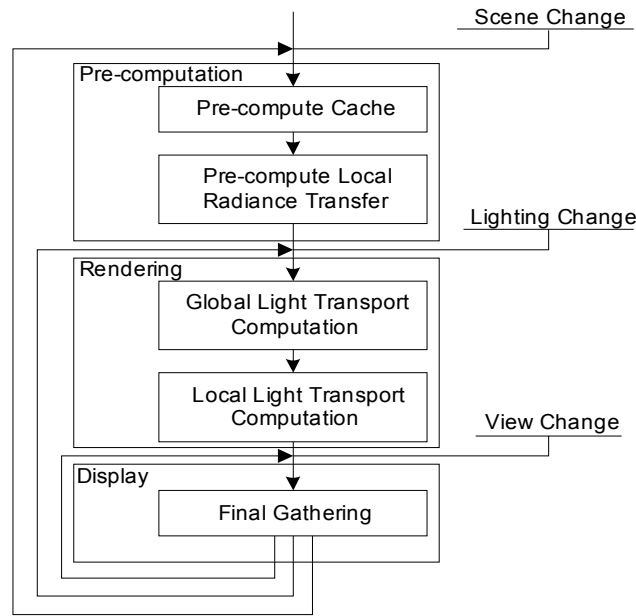 Scene Change
Pre-computation
Pre-compute Cache
Pre-compute Local
Radiance Transfer
Lighting Change
Rendering
Global Light Transport
Computation
Local Light Transport
Computation
View Change
Display
Final Gathering